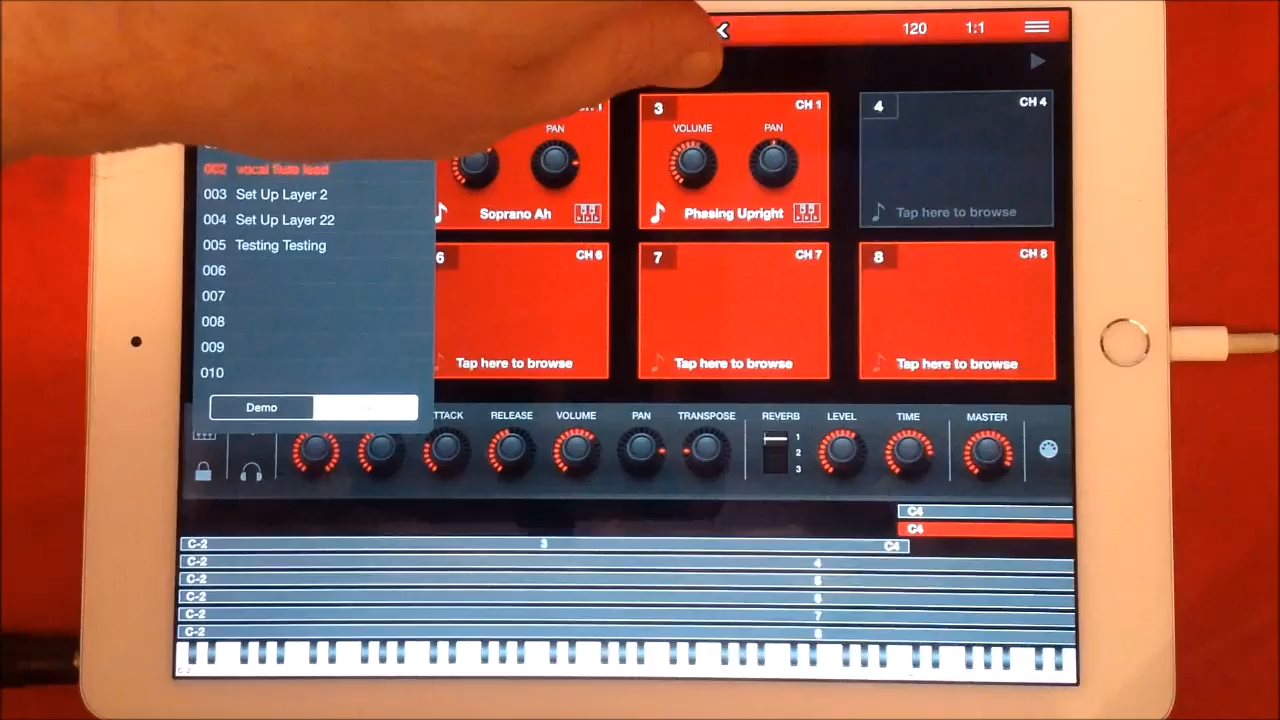 120 1:1
3 CH 1
4 CH 4
VOLUME PAN
PAN
002 vocal flute lead
003 Set Up Layer 2
004 Set Up Layer 22
005 Testing Testing
006
007
008
009
010
Demo
Soprano Ah
Phasing Upright
Tap here to browse
6 CH 6
7 CH 7
8 CH 8
Tap here to browse
Tap here to browse
Tap here to browse
RELEASE VOLUME PAN TRANSPOSE REVERB LEVEL TIME MASTER
1
2
3
C4
C4
C-2 3 C4
C-2 4
C-2 5
C-2 6
C-2 7
C-2 8
C-2